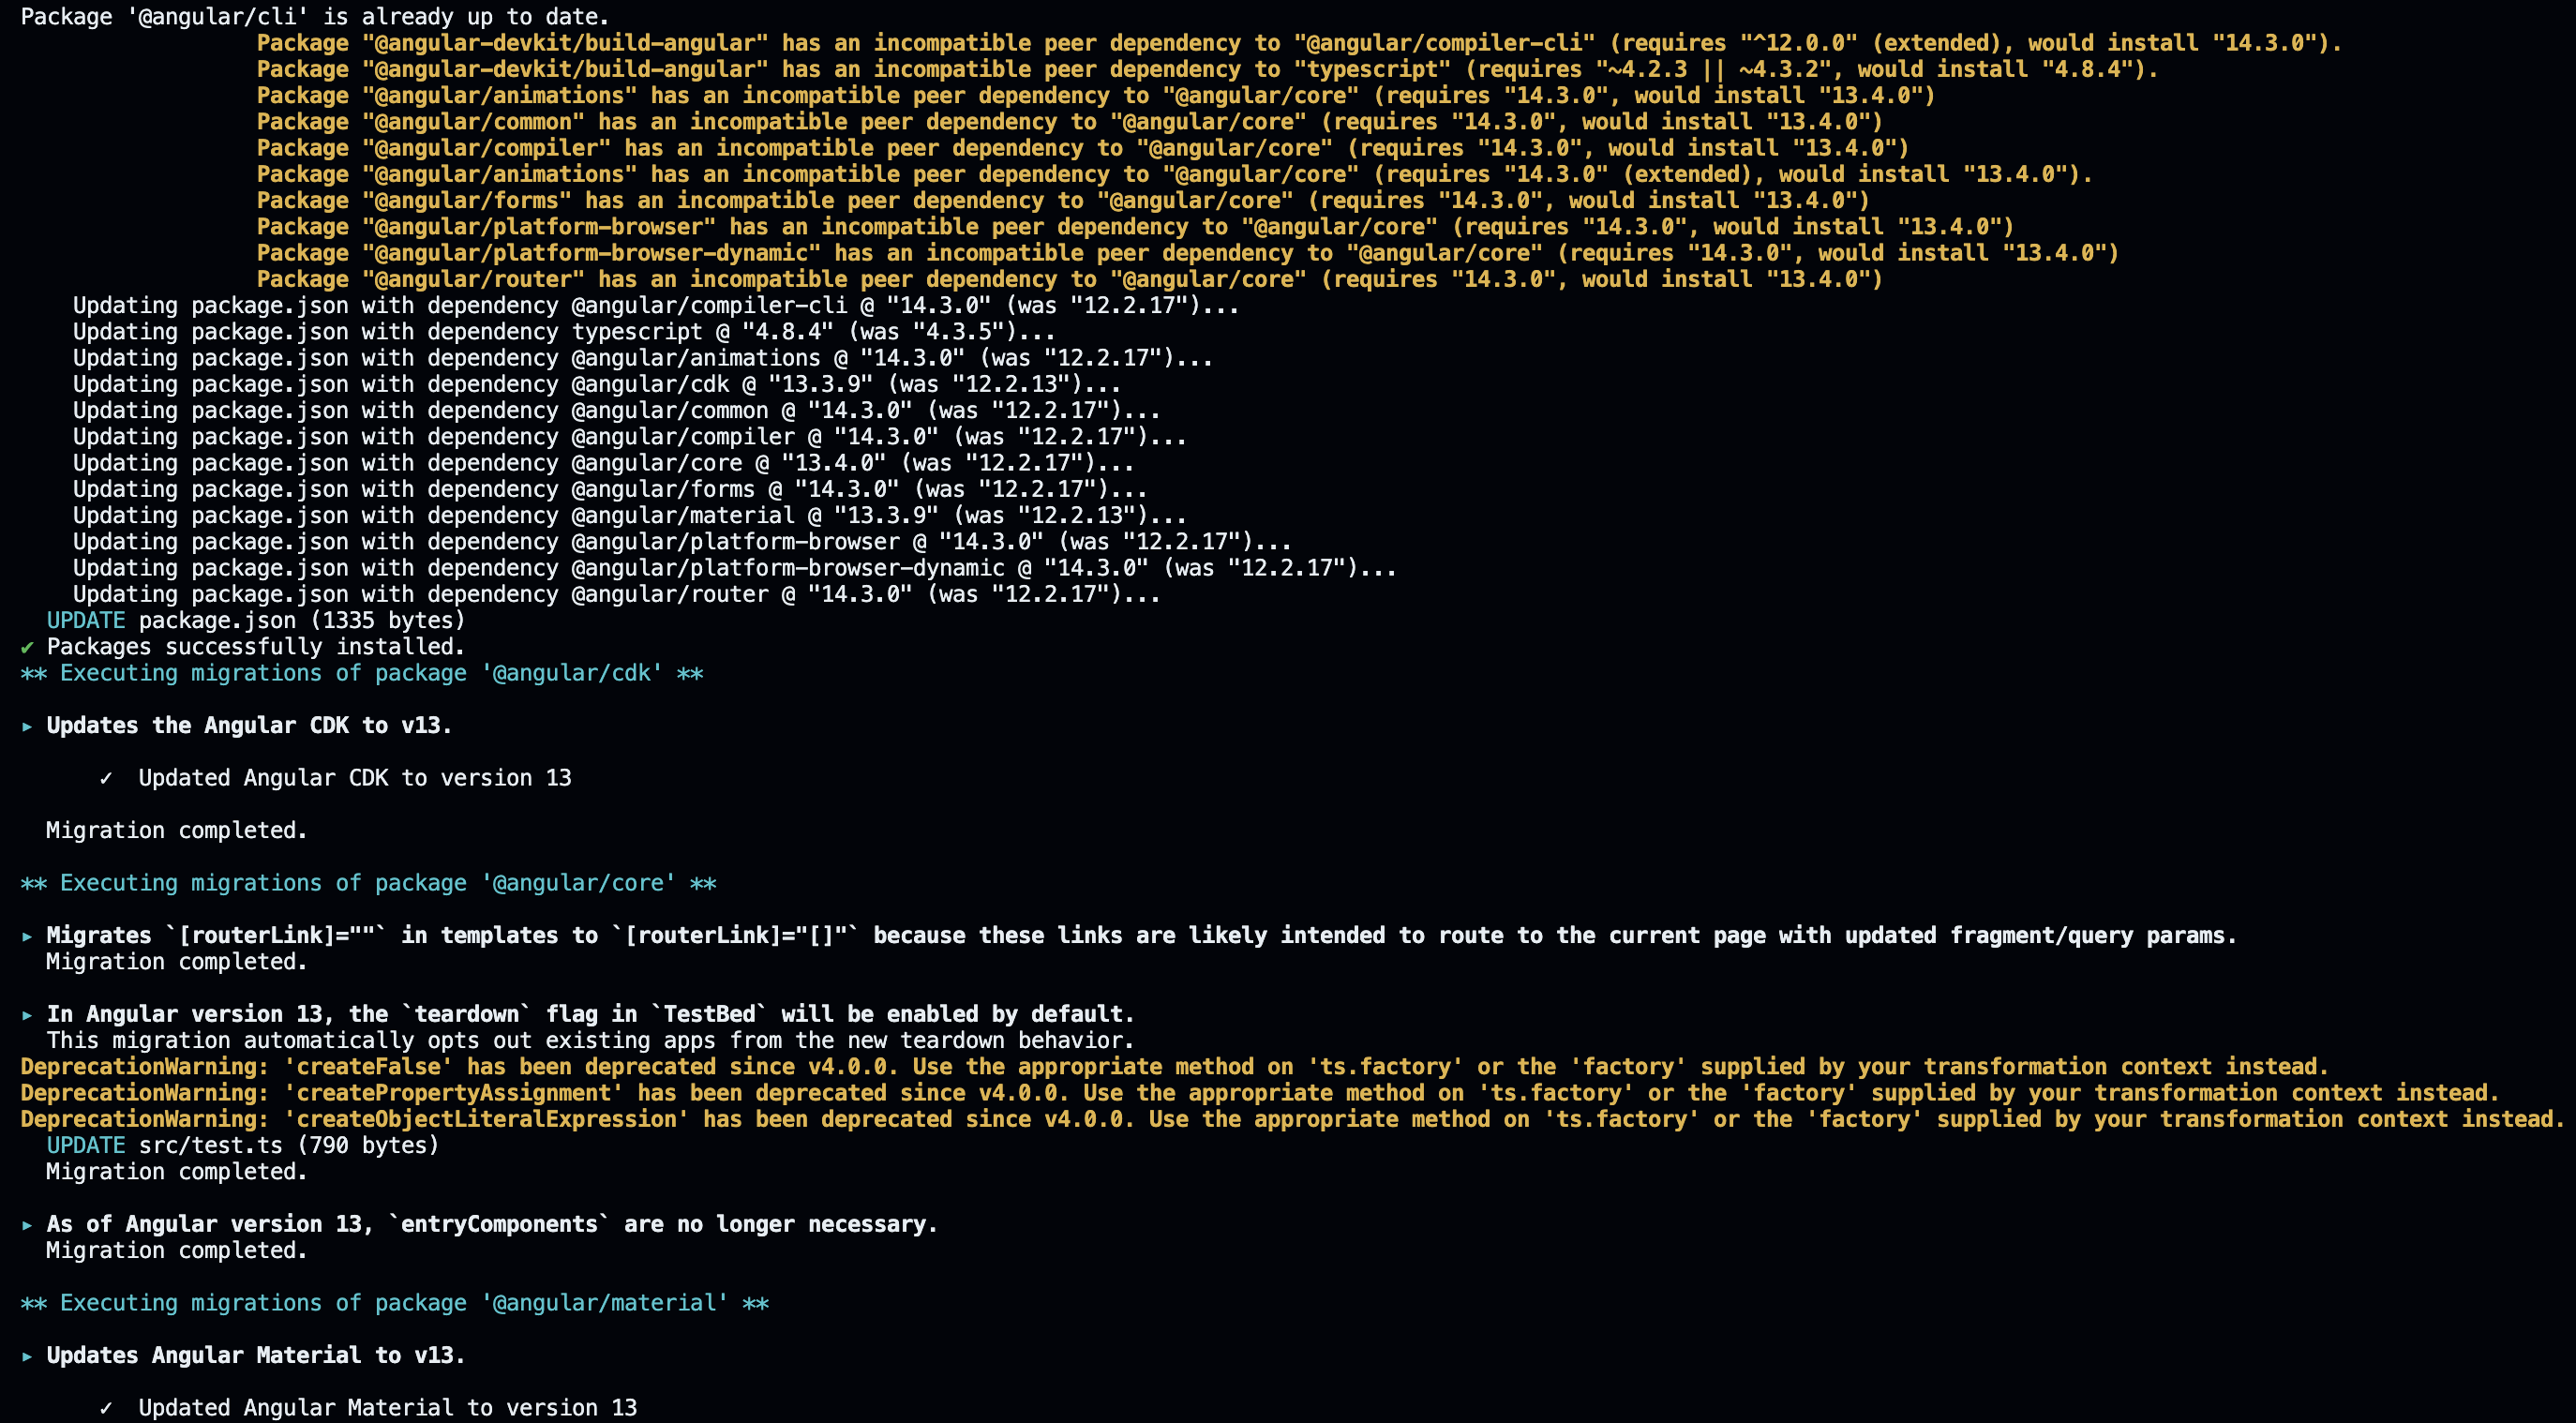 Package '@angular/cli' is already up to date.
Package "@angular-devkit/build-angular" has an incompatible peer dependency to "@angular/compiler-cli" (requires "^12.0.0" (extended), would install "14.3.0").
Package "@angular-devkit/build-angular" has an incompatible peer dependency to "typescript" (requires "~4.2.3 || ~4.3.2", would install "4.8.4").
Package "@angular/animations" has an incompatible peer dependency to "@angular/core" (requires "14.3.0", would install "13.4.0")
Package "@angular/common" has an incompatible peer dependency to "@angular/core" (requires "14.3.0", would install "13.4.0")
Package "@angular/compiler" has an incompatible peer dependency to "@angular/core" (requires "14.3.0", would install "13.4.0")
Package "@angular/animations" has an incompatible peer dependency to "@angular/core" (requires "14.3.0" (extended), would install "13.4.0").
Package "@angular/forms" has an incompatible peer dependency to "@angular/core" (requires "14.3.0", would install "13.4.0")
Package "@angular/platform-browser" has an incompatible peer dependency to "@angular/core" (requires "14.3.0", would install "13.4.0")
Package "@angular/platform-browser-dynamic" has an incompatible peer dependency to "@angular/core" (requires "14.3.0", would install "13.4.0")
Package "@angular/router" has an incompatible peer dependency to "@angular/core" (requires "14.3.0", would install "13.4.0")
Updating package.json with dependency @angular/compiler-cli @ "14.3.0" (was "12.2.17")...
Updating package.json with dependency typescript @ "4.8.4" (was "4.3.5")...
Updating package.json with dependency @angular/animations @ "14.3.0" (was "12.2.17")...
Updating package.json with dependency @angular/cdk @ "13.3.9" (was "12.2.13")...
Updating package.json with dependency @angular/common @ "14.3.0" (was "12.2.17")...
Updating package.json with dependency @angular/compiler @ "14.3.0" (was "12.2.17")...
Updating package.json with dependency @angular/core @ "13.4.0" (was "12.2.17")...
Updating package.json with dependency @angular/forms @ "14.3.0" (was "12.2.17")...
Updating package.json with dependency @angular/material @ "13.3.9" (was "12.2.13")...
Updating package.json with dependency @angular/platform-browser @ "14.3.0" (was "12.2.17")...
Updating package.json with dependency @angular/platform-browser-dynamic @ "14.3.0" (was "12.2.17")...
Updating package.json with dependency @angular/router @ "14.3.0" (was "12.2.17")...
UPDATE package.json (1335 bytes)
✔ Packages successfully installed.
** Executing migrations of package '@angular/cdk' **
▸ Updates the Angular CDK to v13.
✓ Updated Angular CDK to version 13
Migration completed.
** Executing migrations of package '@angular/core' **
▸ Migrates `[routerLink]=""` in templates to `[routerLink]="[]"` because these links are likely intended to route to the current page with updated fragment/query params.
Migration completed.
▸ In Angular version 13, the `teardown` flag in `TestBed` will be enabled by default.
This migration automatically opts out existing apps from the new teardown behavior.
DeprecationWarning: 'createFalse' has been deprecated since v4.0.0. Use the appropriate method on 'ts.factory' or the 'factory' supplied by your transformation context instead.
DeprecationWarning: 'createPropertyAssignment' has been deprecated since v4.0.0. Use the appropriate method on 'ts.factory' or the 'factory' supplied by your transformation context instead.
DeprecationWarning: 'createObjectLiteralExpression' has been deprecated since v4.0.0. Use the appropriate method on 'ts.factory' or the 'factory' supplied by your transformation context instead.
UPDATE src/test.ts (790 bytes)
Migration completed.
▸ As of Angular version 13, `entryComponents` are no longer necessary.
Migration completed.
** Executing migrations of package '@angular/material' **
▸ Updates Angular Material to v13.
✓ Updated Angular Material to version 13